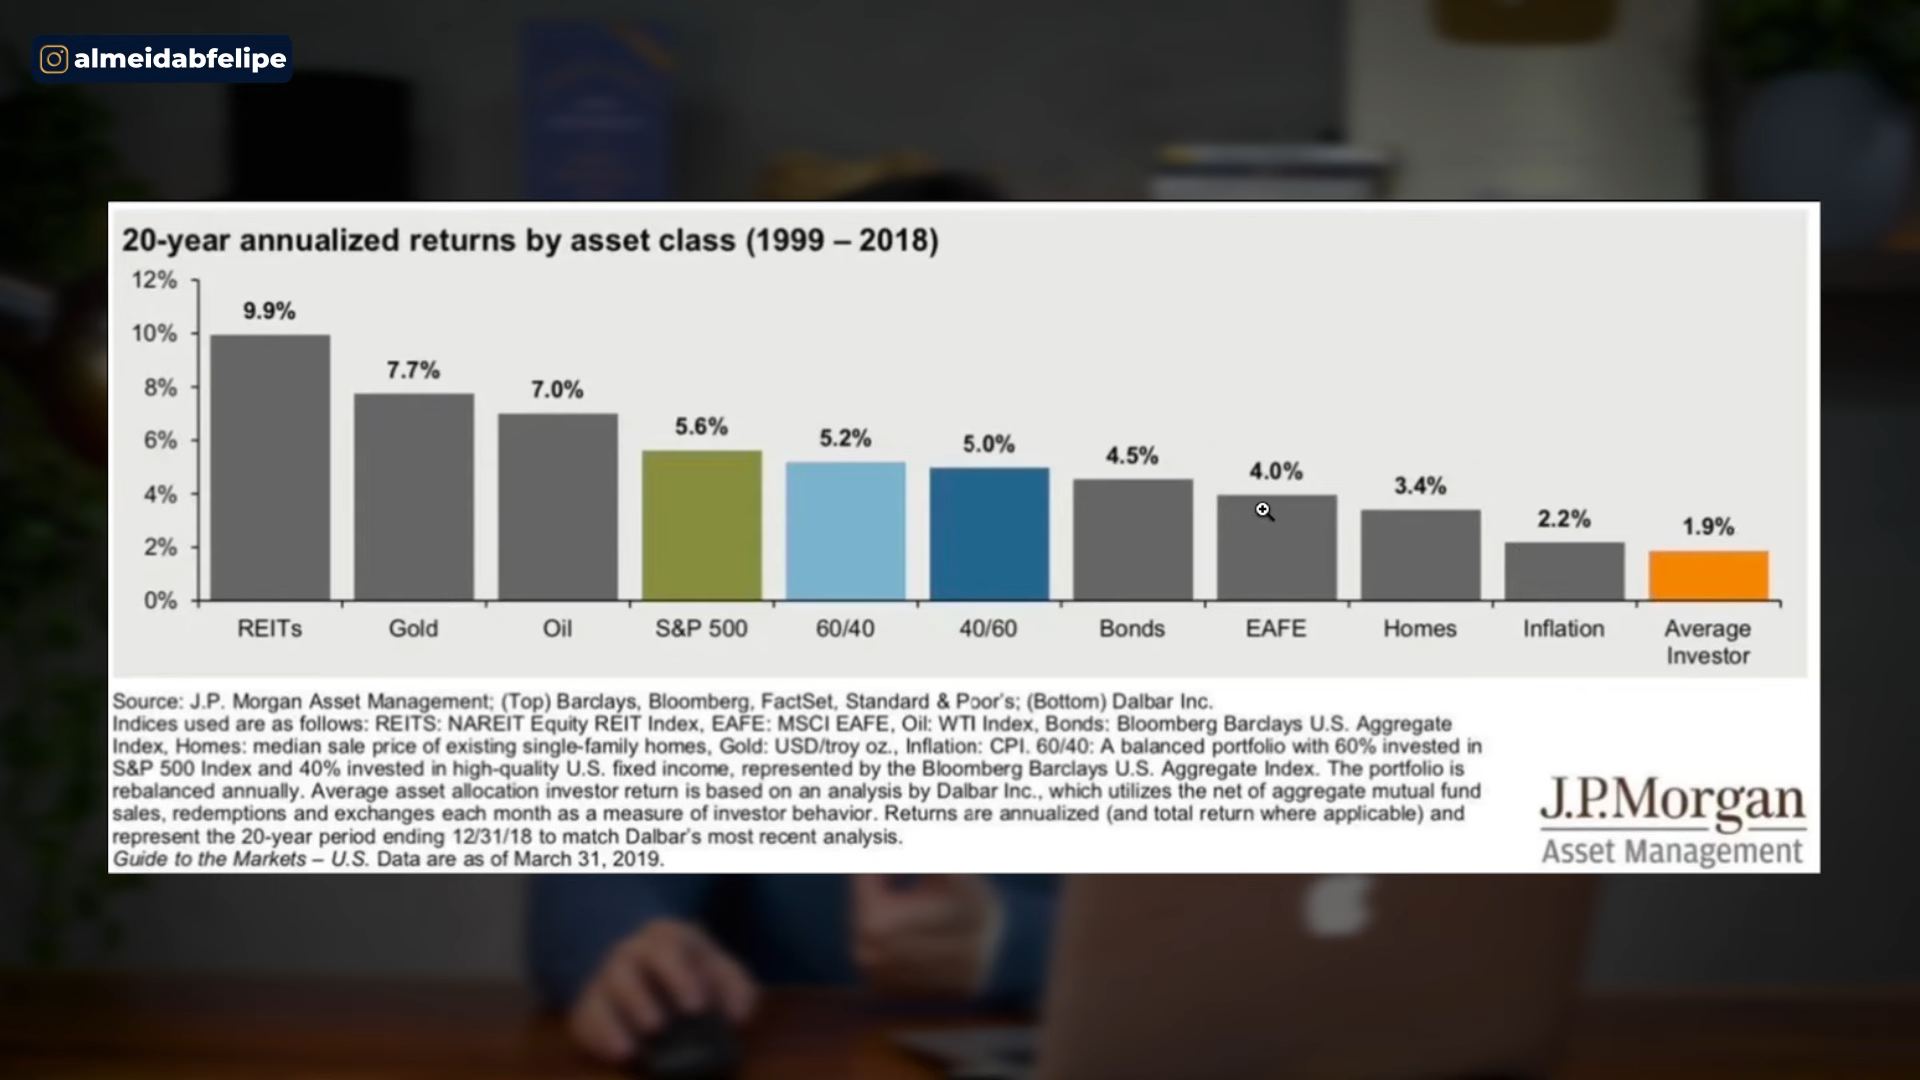 almeidabfelipe
20-year annualized returns by asset class (1999 – 2018)
12%
10%
8%
6%
4%
2%
0%
9.9%
7.7%
7.0%
5.6%
5.2%
5.0%
4.5%
4.0%
3.4%
2.2%
1.9%
REITs
Gold
Oil
S&P 500
60/40
40/60
Bonds
EAFE
Homes
Inflation
Average
Investor
Source: J.P. Morgan Asset Management; (Top) Barclays, Bloomberg, FactSet, Standard & Poor's; (Bottom) Dalbar Inc.
Indices used are as follows: REITS: NAREIT Equity REIT Index, EAFE: MSCI EAFE, Oil: WTI Index, Bonds: Bloomberg Barclays U.S. Aggregate
Index, Homes: median sale price of existing single-family homes, Gold: USD/troy oz., Inflation: CPI. 60/40: A balanced portfolio with 60% invested in
S&P 500 Index and 40% invested in high-quality U.S. fixed income, represented by the Bloomberg Barclays U.S. Aggregate Index. The portfolio is
rebalanced annually. Average asset allocation investor return is based on an analysis by Dalbar Inc., which utilizes the net of aggregate mutual fund
sales, redemptions and exchanges each month as a measure of investor behavior. Returns are annualized (and total return where applicable) and
represent the 20-year period ending 12/31/18 to match Dalbar's most recent analysis.
Guide to the Markets – U.S. Data are as of March 31, 2019.
J.P.Morgan
Asset Management